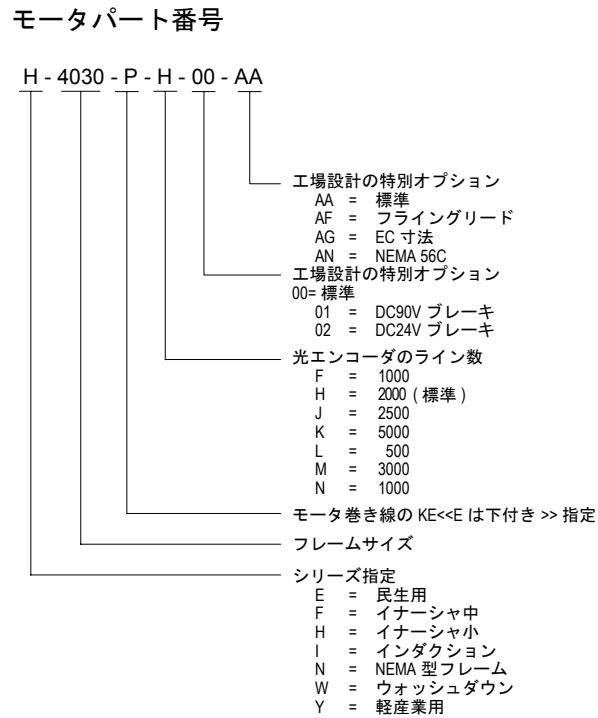 モータパート番号
H - 4030 - P - H - 00 - AA
工場設計の特別オプション
AA = 標準
AF = フライングリード
AG = EC 寸法
AN = NEMA 56C
工場設計の特別オプション
00= 標準
01 = DC90V ブレーキ
02 = DC24V ブレーキ
光エンコーダのライン数
F = 1000
H = 2000 ( 標準 )
J = 2500
K = 5000
L = 500
M = 3000
N = 1000
モータ巻き線の KE<<E は下付き >> 指定
フレームサイズ
シリーズ指定
E = 民生用
F = イナーシャ中
H = イナーシャ小
I = インダクション
N = NEMA 型フレーム
W = ウォッシュダウン
Y = 軽産業用